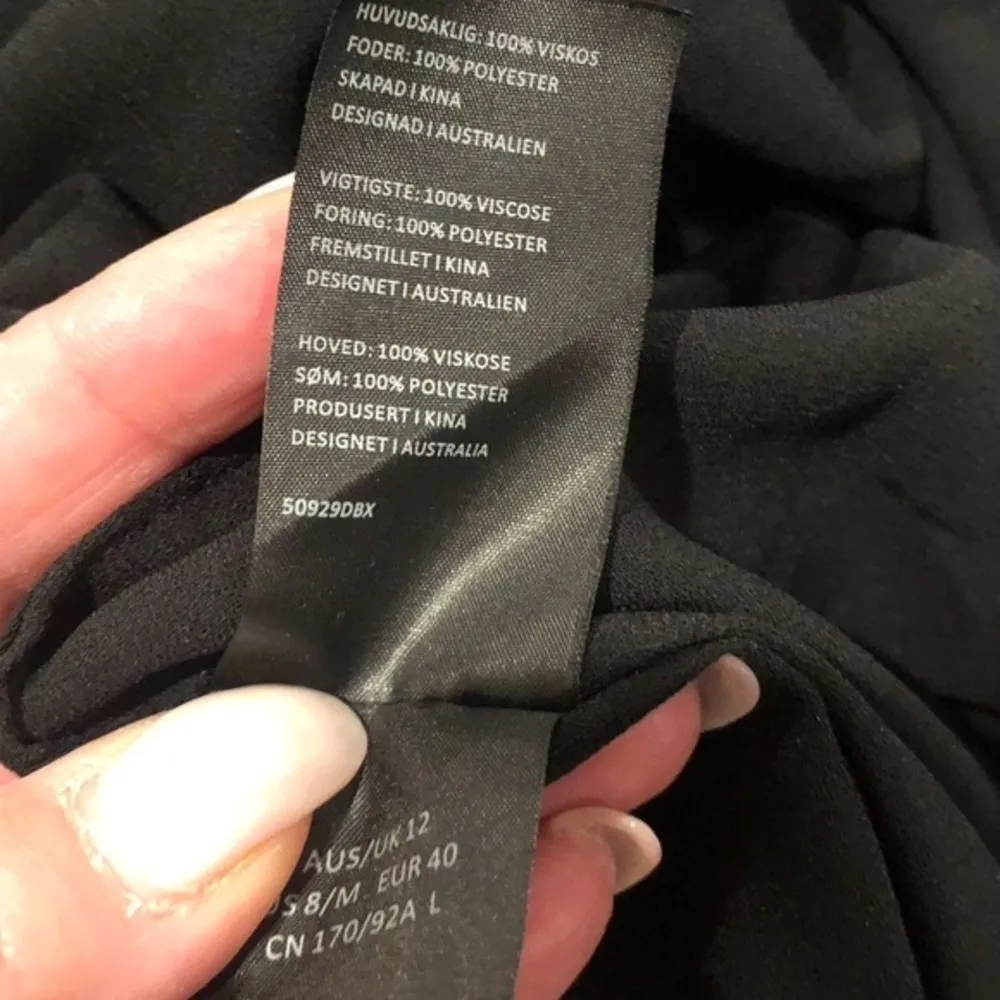 HUVUDSAKLIG: 100% VISKOS
FODER: 100% POLYESTER
SKAPAD I KINA
DESIGNAD I AUSTRALIEN
VIGTIGSTE: 100% VISCOSE
FORING: 100% POLYESTER
FREMSTILLET I KINA
DESIGNET I AUSTRALIEN
HOVED: 100% VISKOSE
SØM: 100% POLYESTER
PRODUSERT I KINA
DESIGNET I AUSTRALIA
50929DBX
AUS/UK 12
S 8/M EUR 40
CN 170/92A L